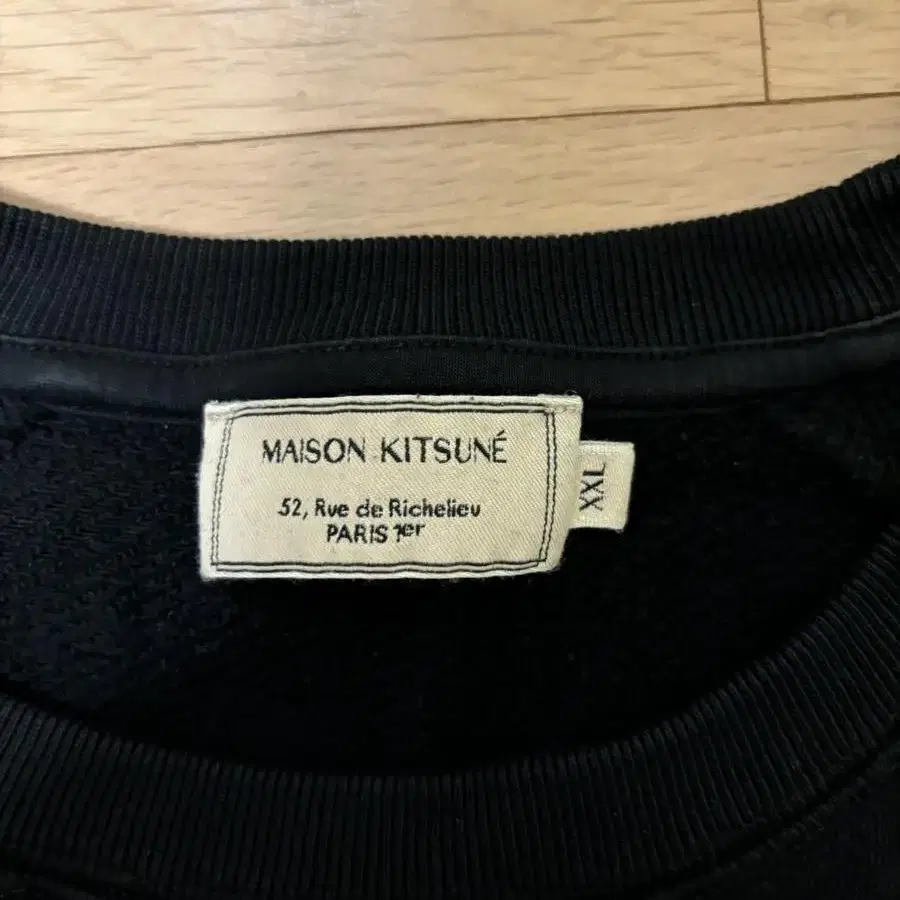 MAISON KITSUNÉ
52, Rue de Richelieu
PARIS 1er
XXL